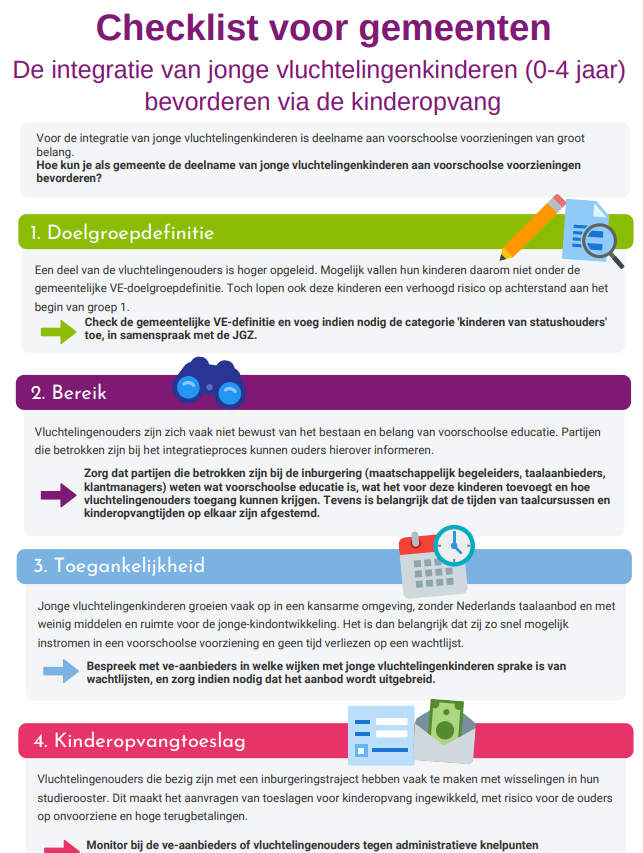 Checklist voor gemeenten
De integratie van jonge vluchtelingenkinderen (0-4 jaar)
bevorderen via de kinderopvang
Voor de integratie van jonge vluchtelingenkinderen is deelname aan voorschoolse voorzieningen van groot
belang.
Hoe kun je als gemeente de deelname van jonge vluchtelingenkinderen aan voorschoolse voorzieningen
bevorderen?
1. Doelgroepdefinitie
Een deel van de vluchtelingenouders is hoger opgeleid. Mogelijk vallen hun kinderen daarom niet onder de
gemeentelijke VE-doelgroepdefinitie. Toch lopen ook deze kinderen een verhoogd risico op achterstand aan het
begin van groep 1.
Check de gemeentelijke VE-definitie en voeg indien nodig de categorie 'kinderen van statushouders'
toe, in samenspraak met de JGZ.
2. Bereik
Vluchtelingenouders zijn zich vaak niet bewust van het bestaan en belang van voorschoolse educatie. Partijen
die betrokken zijn bij het integratieproces kunnen ouders hierover informeren.
Zorg dat partijen die betrokken zijn bij de inburgering (maatschappelijk begeleiders, taalaanbieders,
klantmanagers) weten wat voorschoolse educatie is, wat het voor deze kinderen toevoegt en hoe
vluchtelingenouders toegang kunnen krijgen. Tevens is belangrijk dat de tijden van taalcursussen en
kinderopvangtijden op elkaar zijn afgestemd.
3. Toegankelijkheid
Jonge vluchtelingenkinderen groeien vaak op in een kansarme omgeving, zonder Nederlands taalaanbod en met
weinig middelen en ruimte voor de jonge-kindontwikkeling. Het is dan belangrijk dat zij zo snel mogelijk
instromen in een voorschoolse voorziening en geen tijd verliezen op een wachtlijst.
Bespreek met ve-aanbieders in welke wijken met jonge vluchtelingenkinderen sprake is van
wachtlijsten, en zorg indien nodig dat het aanbod wordt uitgebreid.
4. Kinderopvangtoeslag
Vluchtelingenouders die bezig zijn met een inburgeringstraject hebben vaak te maken met wisselingen in hun
studierooster. Dit maakt het aanvragen van toeslagen voor kinderopvang ingewikkeld, met risico voor de ouders
op onvoorziene en hoge terugbetalingen.
Monitor bij de ve-aanbieders of vluchtelingenouders tegen administratieve knelpunten